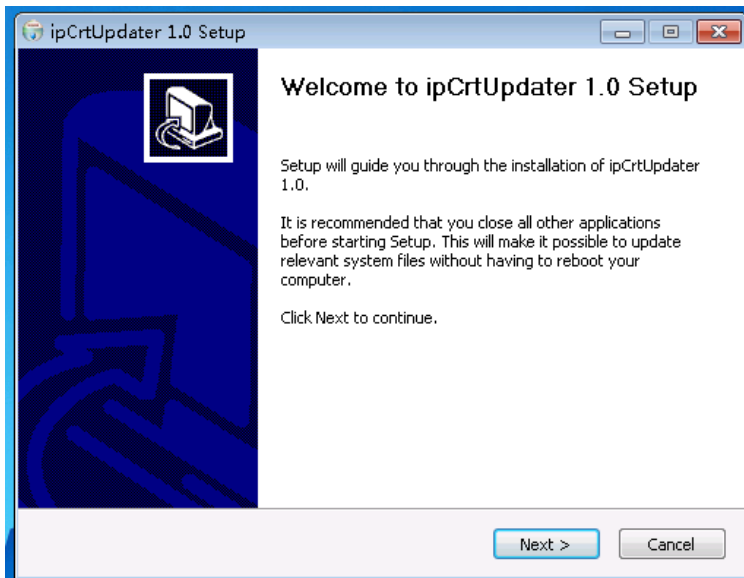 ipCrtUpdater 1.0 Setup
Welcome to ipCrtUpdater 1.0 Setup
Setup will guide you through the installation of ipCrtUpdater
1.0.
It is recommended that you close all other applications
before starting Setup. This will make it possible to update
relevant system files without having to reboot your
computer.
Click Next to continue.
Next >
Cancel